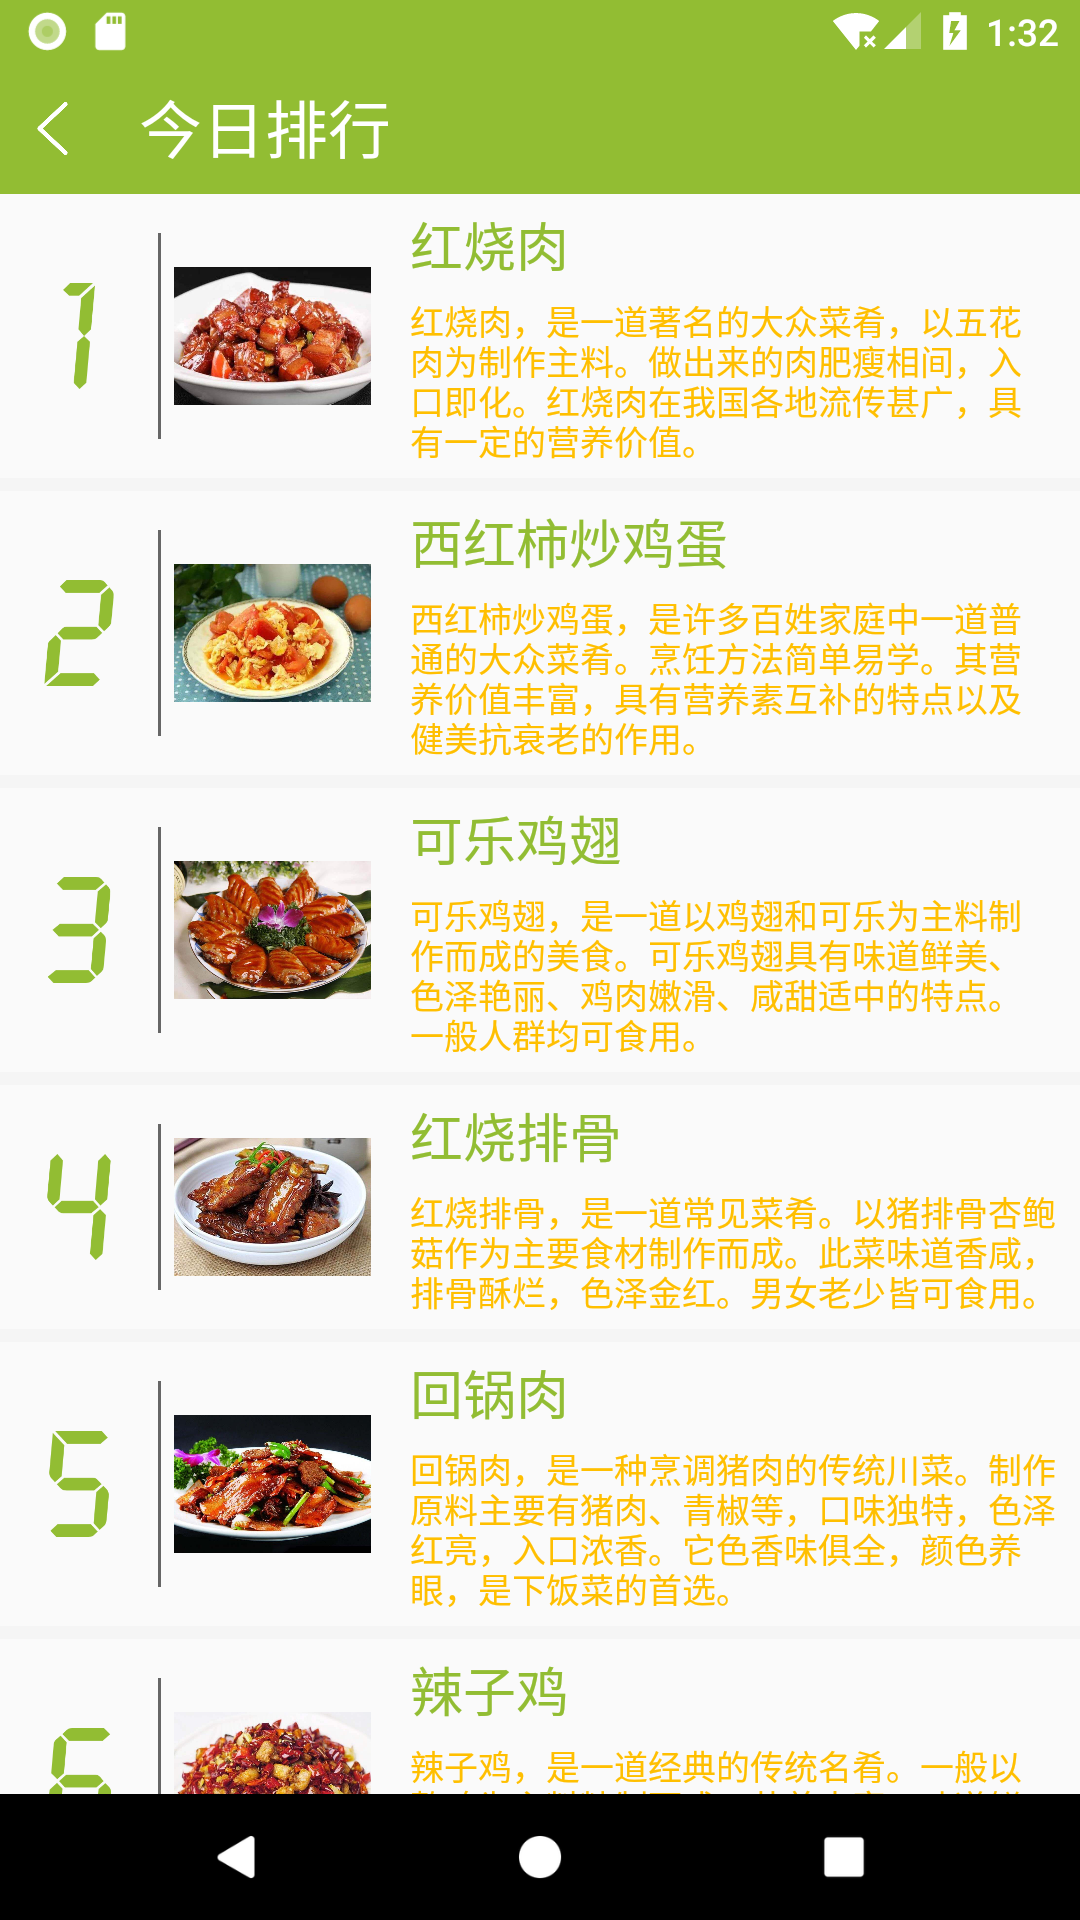 1:32
今日排行
1
红烧肉
红烧肉，是一道著名的大众菜肴，以五花
肉为制作主料。做出来的肉肥瘦相间，入
口即化。红烧肉在我国各地流传甚广，具
有一定的营养价值。
2
西红柿炒鸡蛋
西红柿炒鸡蛋，是许多百姓家庭中一道普
通的大众菜肴。烹饪方法简单易学。其营
养价值丰富，具有营养素互补的特点以及
健美抗衰老的作用。
3
可乐鸡翅
可乐鸡翅，是一道以鸡翅和可乐为主料制
作而成的美食。可乐鸡翅具有味道鲜美、
色泽艳丽、鸡肉嫩滑、咸甜适中的特点。
一般人群均可食用。
4
红烧排骨
红烧排骨，是一道常见菜肴。以猪排骨杏鲍
菇作为主要食材制作而成。此菜味道香咸，
排骨酥烂，色泽金红。男女老少皆可食用。
5
回锅肉
回锅肉，是一种烹调猪肉的传统川菜。制作
原料主要有猪肉、青椒等，口味独特，色泽
红亮，入口浓香。它色香味俱全，颜色养
眼，是下饭菜的首选。
6
辣子鸡
辣子鸡，是一道经典的传统名肴。一般以